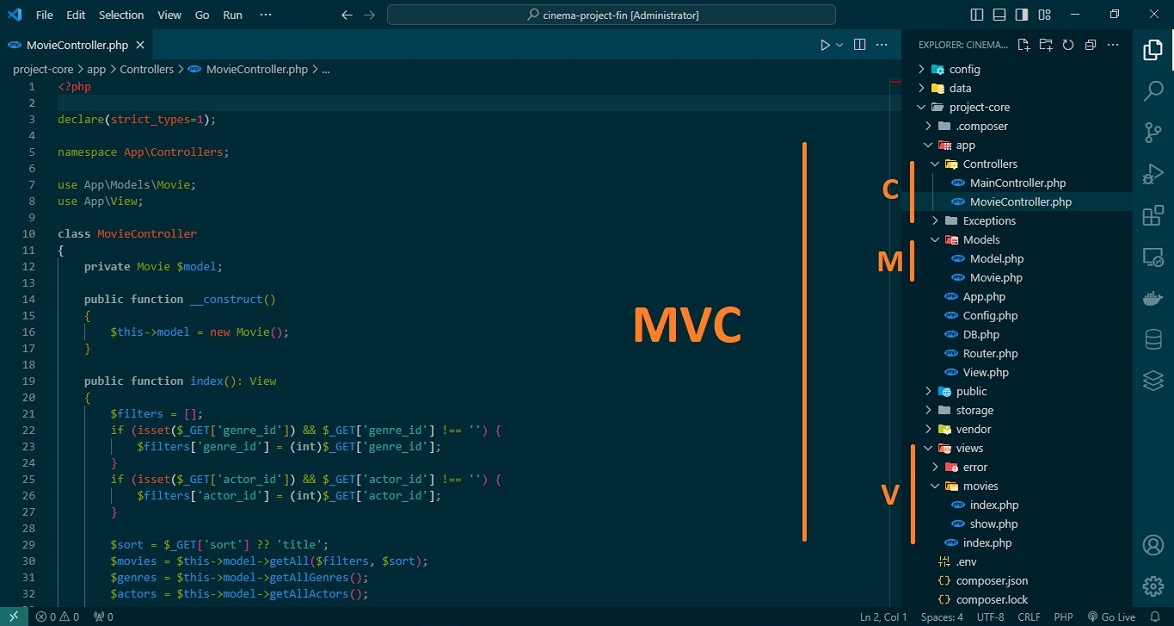 File Edit Selection View Go Run ··· cinema-project-fin [Administrator]
MovieController.php
project-core > app > Controllers > MovieController.php > ...
1 <?php
2
3 declare(strict_types=1);
4
5 namespace App\Controllers;
6
7 use App\Models\Movie;
8 use App\View;
9
10 class MovieController
11 {
12 private Movie $model;
13
14 public function __construct()
15 {
16 $this->model = new Movie();
17 }
18
19 public function index(): View
20 {
21 $filters = [];
22 if (isset($_GET['genre_id']) && $_GET['genre_id'] !== '') {
23 $filters['genre_id'] = (int)$_GET['genre_id'];
24 }
25 if (isset($_GET['actor_id']) && $_GET['actor_id'] !== '') {
26 $filters['actor_id'] = (int)$_GET['actor_id'];
27 }
28
29 $sort = $_GET['sort'] ?? 'title';
30 $movies = $this->model->getAll($filters, $sort);
31 $genres = $this->model->getAllGenres();
32 $actors = $this->model->getAllActors();
MVC
EXPLORER: CINEMA...
config
data
project-core
.composer
app
Controllers
C
MainController.php
MovieController.php
Exceptions
Models
M
Model.php
Movie.php
App.php
Config.php
DB.php
Router.php
View.php
public
storage
vendor
views
error
movies
V
index.php
show.php
index.php
.env
composer.json
composer.lock
0 0 0 Ln 2, Col 1 Spaces: 4 UTF-8 CRLF PHP Go Live